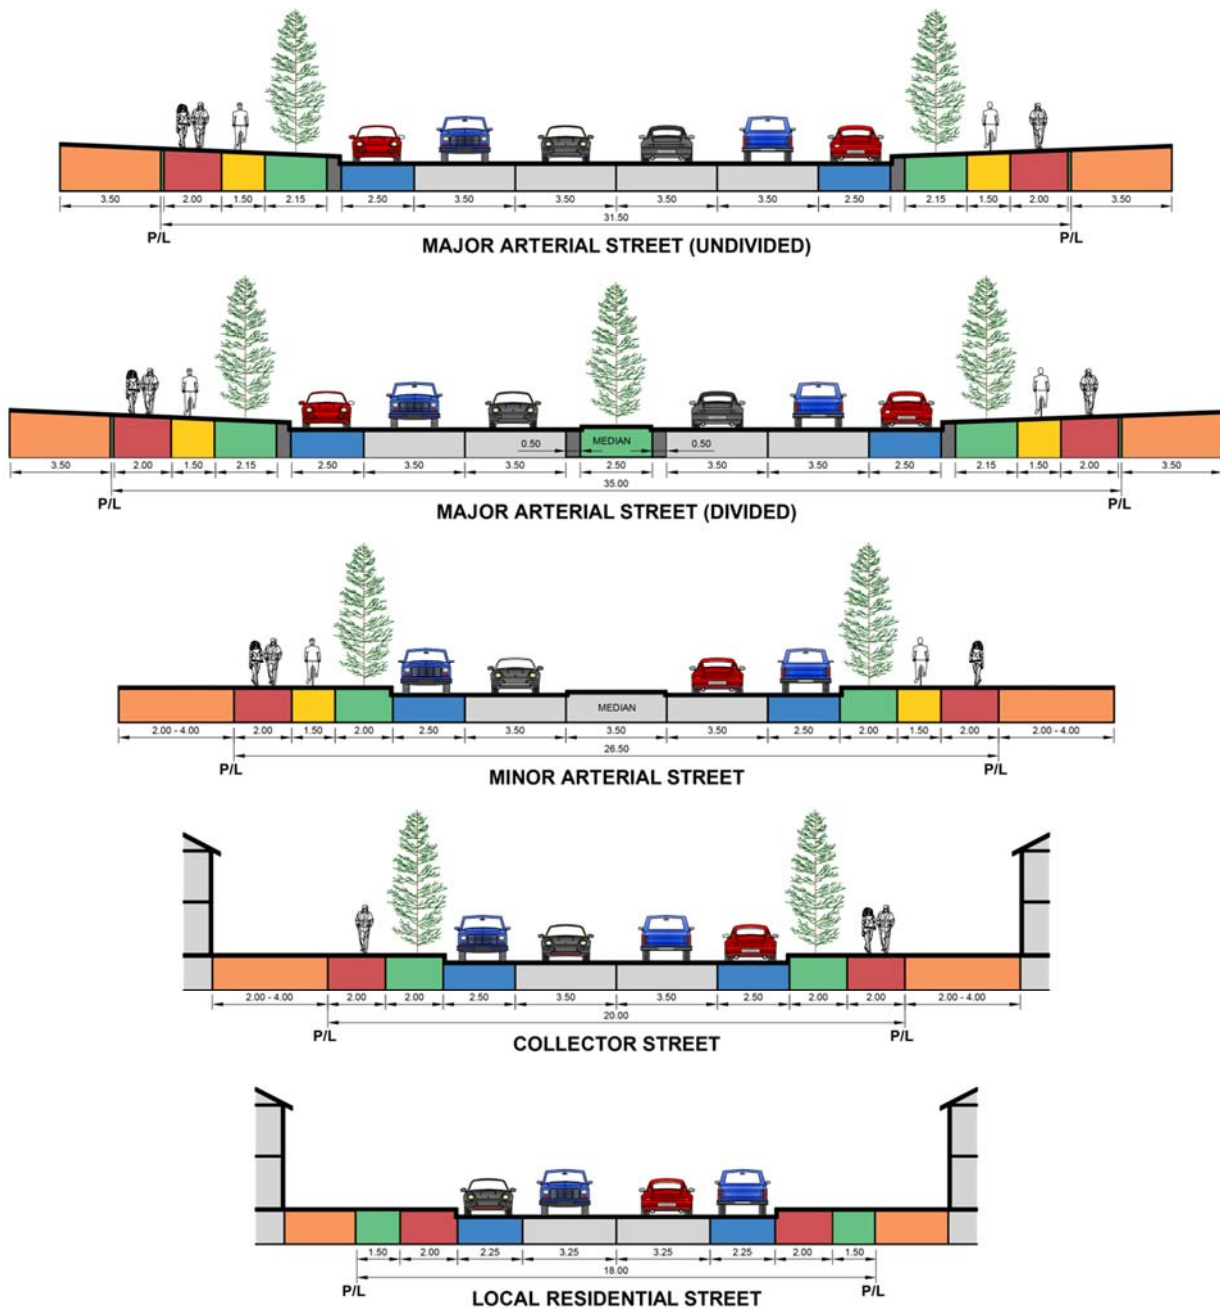 3.50 2.00 1.50 2.15 2.50 3.50 3.50 3.50 3.50 2.50 2.15 1.50 2.00 3.50
31.50
P/L P/L
MAJOR ARTERIAL STREET (UNDIVIDED)
0.50 MEDIAN 0.50
3.50 2.00 1.50 2.15 2.50 3.50 3.50 2.50 3.50 3.50 2.50 2.15 1.50 2.00 3.50
35.00
P/L P/L
MAJOR ARTERIAL STREET (DIVIDED)
MEDIAN
2.00 - 4.00 2.00 1.50 2.00 2.50 3.50 3.50 3.50 2.50 2.00 1.50 2.00 2.00 - 4.00
26.50
P/L P/L
MINOR ARTERIAL STREET
2.00 - 4.00 2.00 2.00 2.50 3.50 3.50 2.50 2.00 2.00 2.00 - 4.00
20.00
P/L P/L
COLLECTOR STREET
1.50 2.00 2.25 3.25 3.25 2.25 2.00 1.50
18.00
P/L P/L
LOCAL RESIDENTIAL STREET